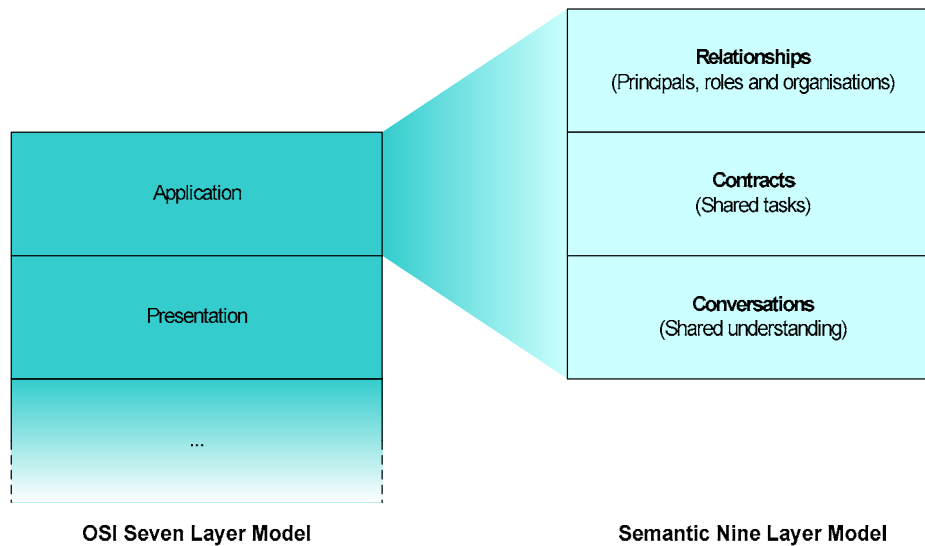 Application
Presentation
...
OSI Seven Layer Model
Relationships
(Principals, roles and organisations)
Contracts
(Shared tasks)
Conversations
(Shared understanding)
Semantic Nine Layer Model